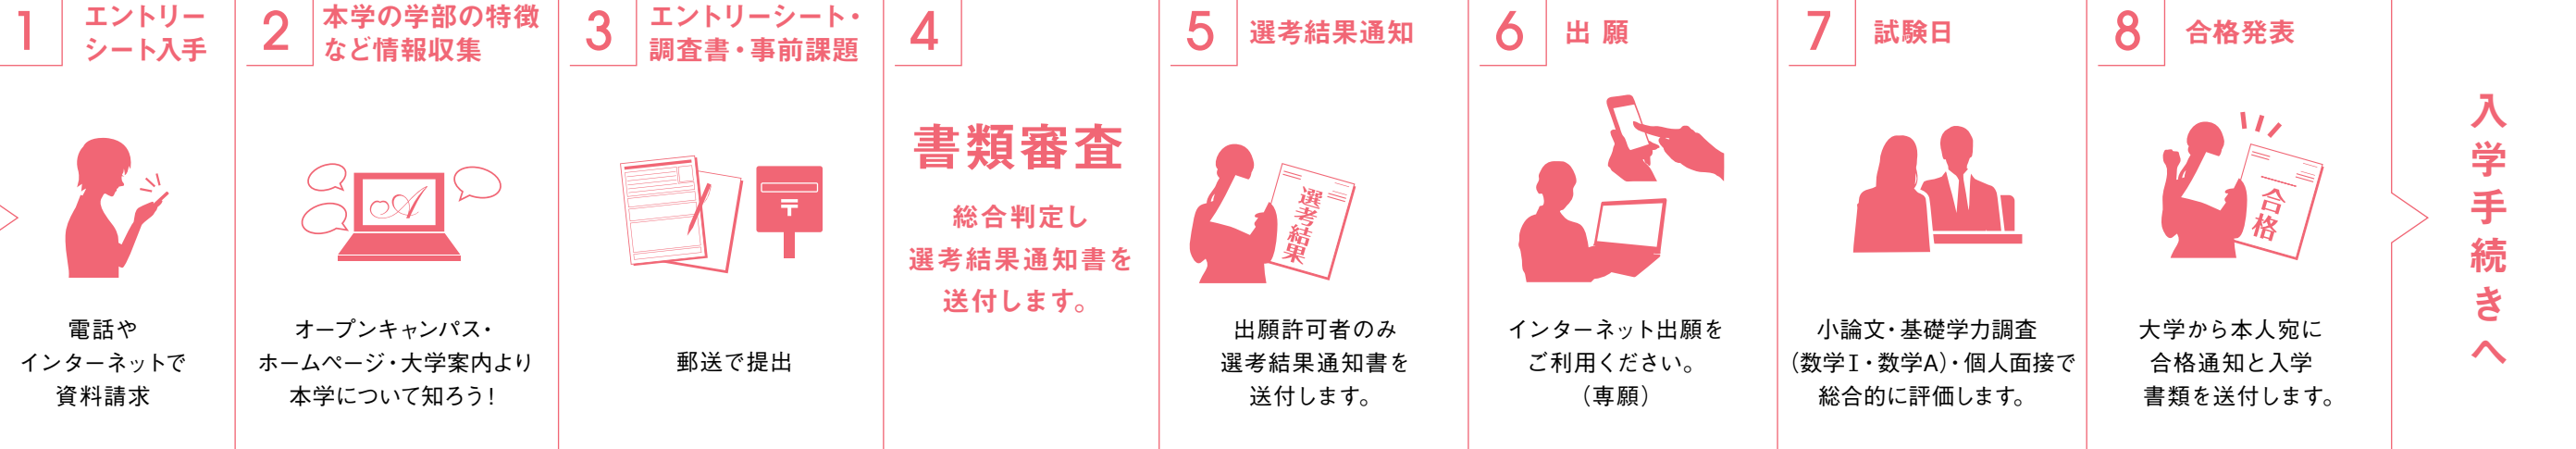 1
エントリー
シート入手
電話や
インターネットで
資料請求
2
本学の学部の特徴
など情報収集
オープンキャンパス・
ホームページ・大学案内より
本学について知ろう！
3
エントリーシート・
調査書・事前課題
〒
郵送で提出
4
書類審査
総合判定し
選考結果通知書を
送付します。
5
選考結果通知
選考結果
出願許可者のみ
選考結果通知書を
送付します。
6
出 願
インターネット出願を
ご利用ください。
（専願）
7
試験日
小論文・基礎学力調査
（数学Ⅰ・数学A）・個人面接で
総合的に評価します。
8
合格発表
合格
大学から本人宛に
合格通知と入学
書類を送付します。
入学手続きへ